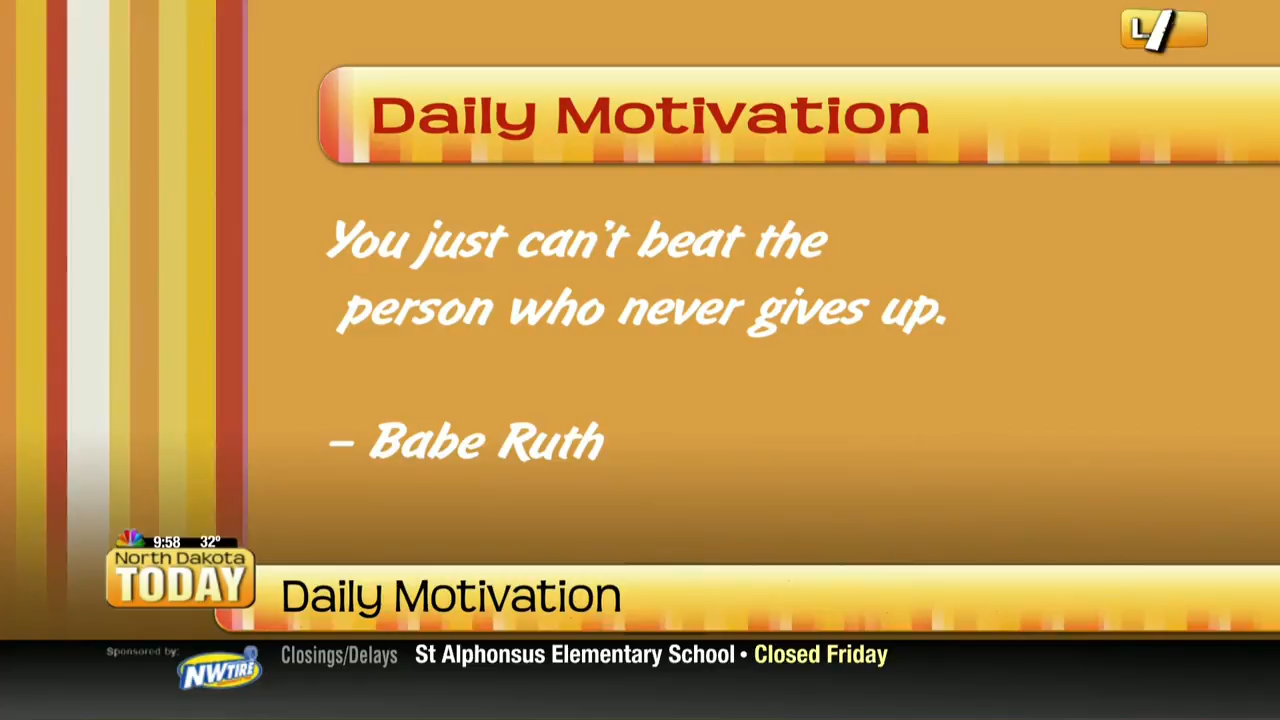 Daily Motivation
You just can't beat the
person who never gives up.
– Babe Ruth
9:58 32°
North Dakota
TODAY
Daily Motivation
Sponsored by:
NWTIRE
Closings/Delays St Alphonsus Elementary School • Closed Friday